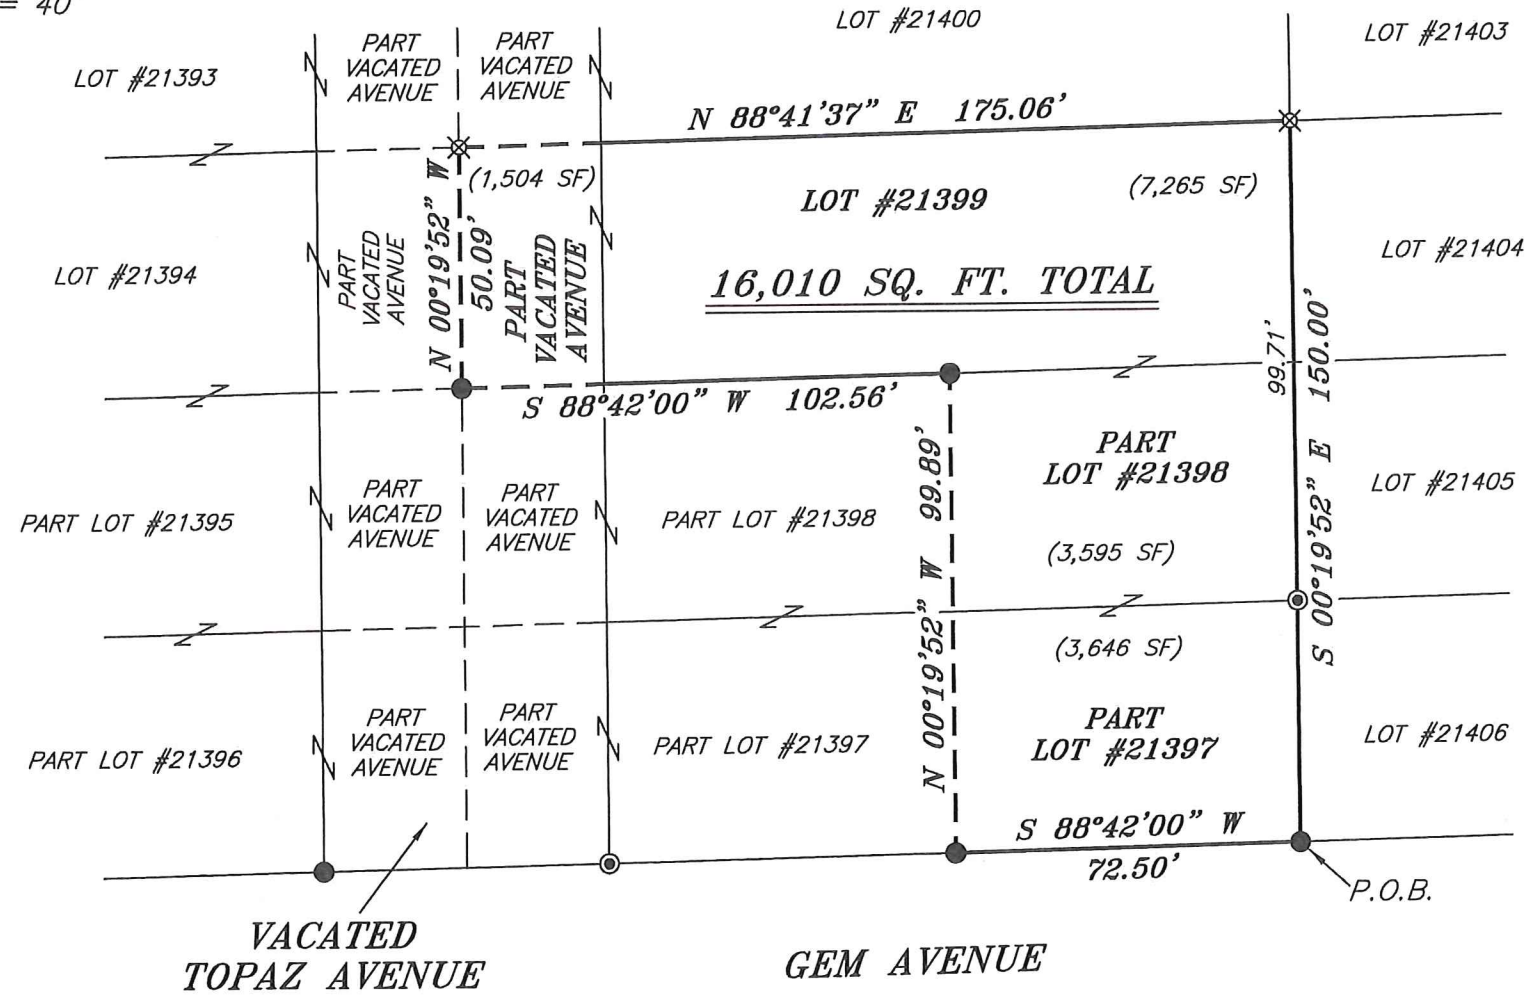 = 40
LOT #21393
PART
VACATED
AVENUE
PART
VACATED
AVENUE
LOT #21400
LOT #21403
N 88°41'37" E 175.06'
(1,504 SF)
LOT #21399
(7,265 SF)
LOT #21394
PART
VACATED
AVENUE
N 00°19'52" W
50.09'
PART
VACATED
AVENUE
16,010 SQ. FT. TOTAL
LOT #21404
S 88°42'00" W 102.56'
99.71'
S 00°19'52" E 150.00'
PART LOT #21395
PART
VACATED
AVENUE
PART
VACATED
AVENUE
PART LOT #21398
N 00°19'52" W 99.89'
PART
LOT #21398
(3,595 SF)
LOT #21405
(3,646 SF)
PART LOT #21396
PART
VACATED
AVENUE
PART
VACATED
AVENUE
PART LOT #21397
PART
LOT #21397
LOT #21406
S 88°42'00" W
72.50'
P.O.B.
VACATED
TOPAZ AVENUE
GEM AVENUE